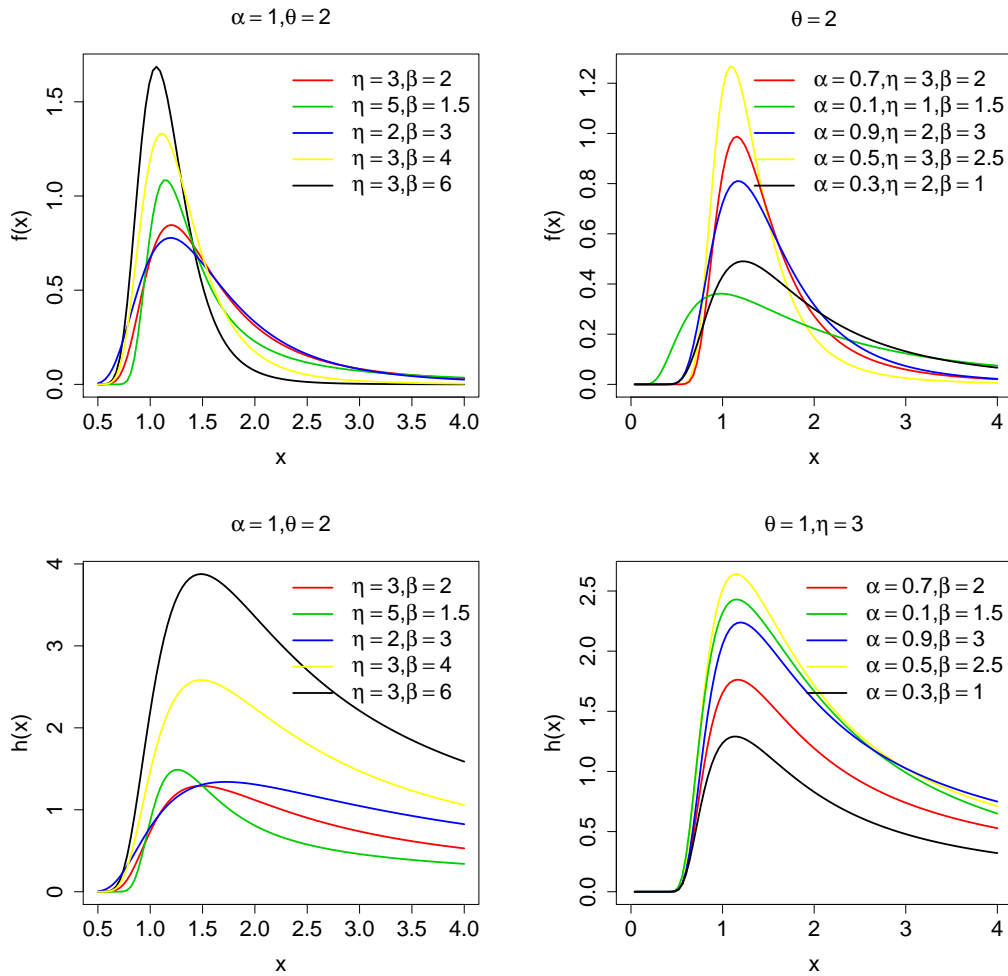 α = 1,θ = 2
η = 3,β = 2
η = 5,β = 1.5
η = 2,β = 3
η = 3,β = 4
η = 3,β = 6
f(x)
0.0
0.5
1.0
1.5
0.5
1.0
1.5
2.0
2.5
3.0
3.5
4.0
x
θ = 2
α = 0.7,η = 3,β = 2
α = 0.1,η = 1,β = 1.5
α = 0.9,η = 2,β = 3
α = 0.5,η = 3,β = 2.5
α = 0.3,η = 2,β = 1
f(x)
0.0
0.2
0.4
0.6
0.8
1.0
1.2
0
1
2
3
4
x
α = 1,θ = 2
η = 3,β = 2
η = 5,β = 1.5
η = 2,β = 3
η = 3,β = 4
η = 3,β = 6
h(x)
0
1
2
3
4
0.5
1.0
1.5
2.0
2.5
3.0
3.5
4.0
x
θ = 1,η = 3
α = 0.7,β = 2
α = 0.1,β = 1.5
α = 0.9,β = 3
α = 0.5,β = 2.5
α = 0.3,β = 1
h(x)
0.0
0.5
1.0
1.5
2.0
2.5
0
1
2
3
4
x